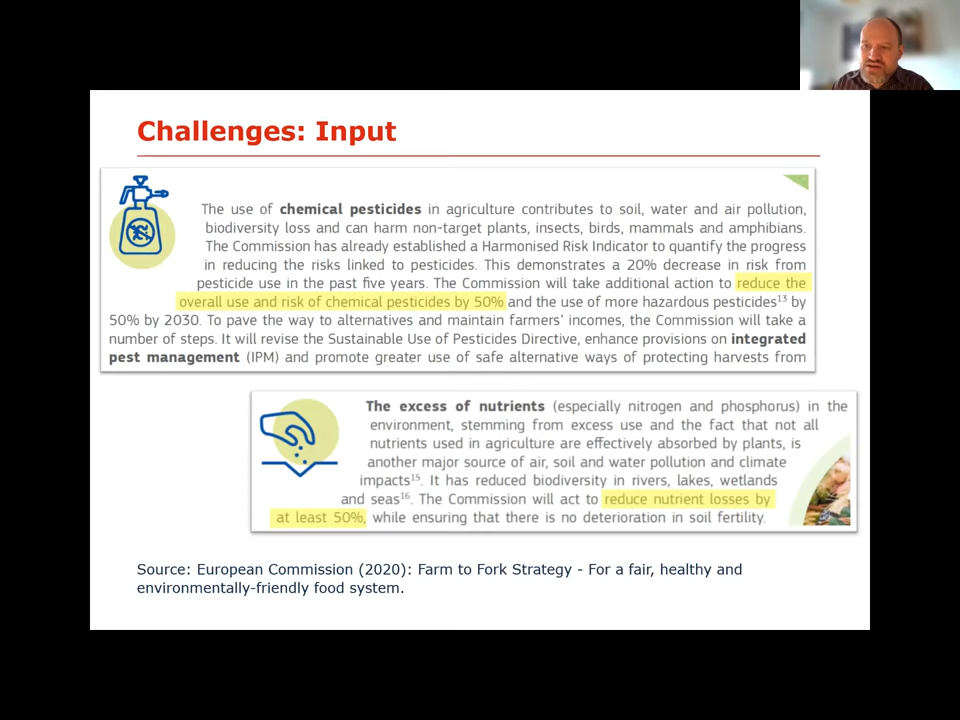 Challenges: Input
The use of chemical pesticides in agriculture contributes to soil, water and air pollution,
biodiversity loss and can harm non-target plants, insects, birds, mammals and amphibians.
The Commission has already established a Harmonised Risk Indicator to quantify the progress
in reducing the risks linked to pesticides. This demonstrates a 20% decrease in risk from
pesticide use in the past five years. The Commission will take additional action to reduce the
overall use and risk of chemical pesticides by 50% and the use of more hazardous pesticides¹³ by
50% by 2030. To pave the way to alternatives and maintain farmers' incomes, the Commission will take a
number of steps. It will revise the Sustainable Use of Pesticides Directive, enhance provisions on integrated
pest management (IPM) and promote greater use of safe alternative ways of protecting harvests from
The excess of nutrients (especially nitrogen and phosphorus) in the
environment, stemming from excess use and the fact that not all
nutrients used in agriculture are effectively absorbed by plants, is
another major source of air, soil and water pollution and climate
impacts¹⁵. It has reduced biodiversity in rivers, lakes, wetlands
and seas¹⁶. The Commission will act to reduce nutrient losses by
at least 50%, while ensuring that there is no deterioration in soil fertility.
Source: European Commission (2020): Farm to Fork Strategy - For a fair, healthy and
environmentally-friendly food system.